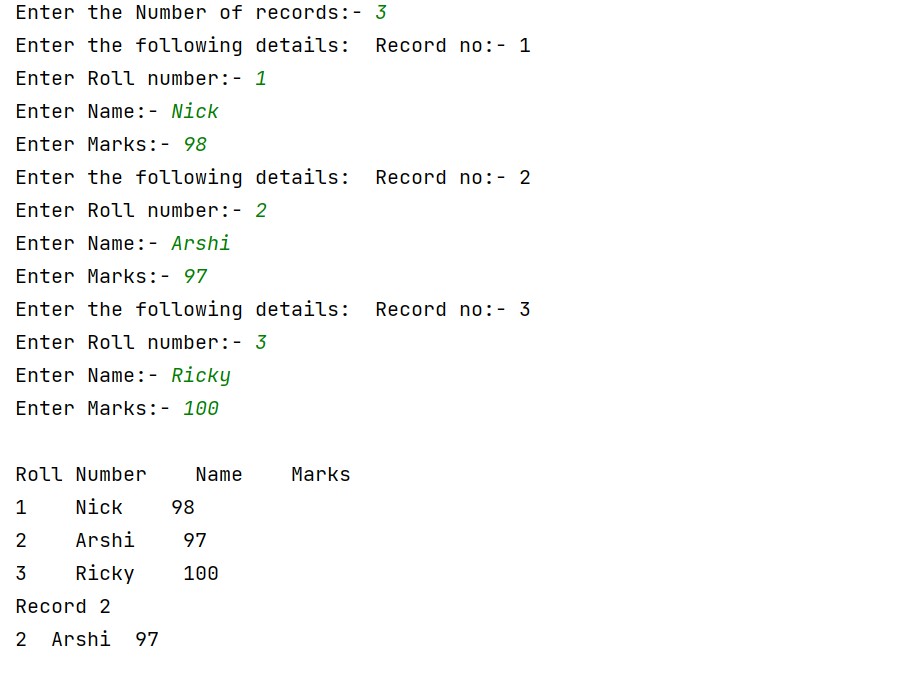 Enter the Number of records:- 3
Enter the following details:  Record no:- 1
Enter Roll number:- 1
Enter Name:- Nick
Enter Marks:- 98
Enter the following details:  Record no:- 2
Enter Roll number:- 2
Enter Name:- Arshi
Enter Marks:- 97
Enter the following details:  Record no:- 3
Enter Roll number:- 3
Enter Name:- Ricky
Enter Marks:- 100

Roll Number    Name    Marks
1    Nick    98
2    Arshi    97
3    Ricky    100
Record 2
2  Arshi  97